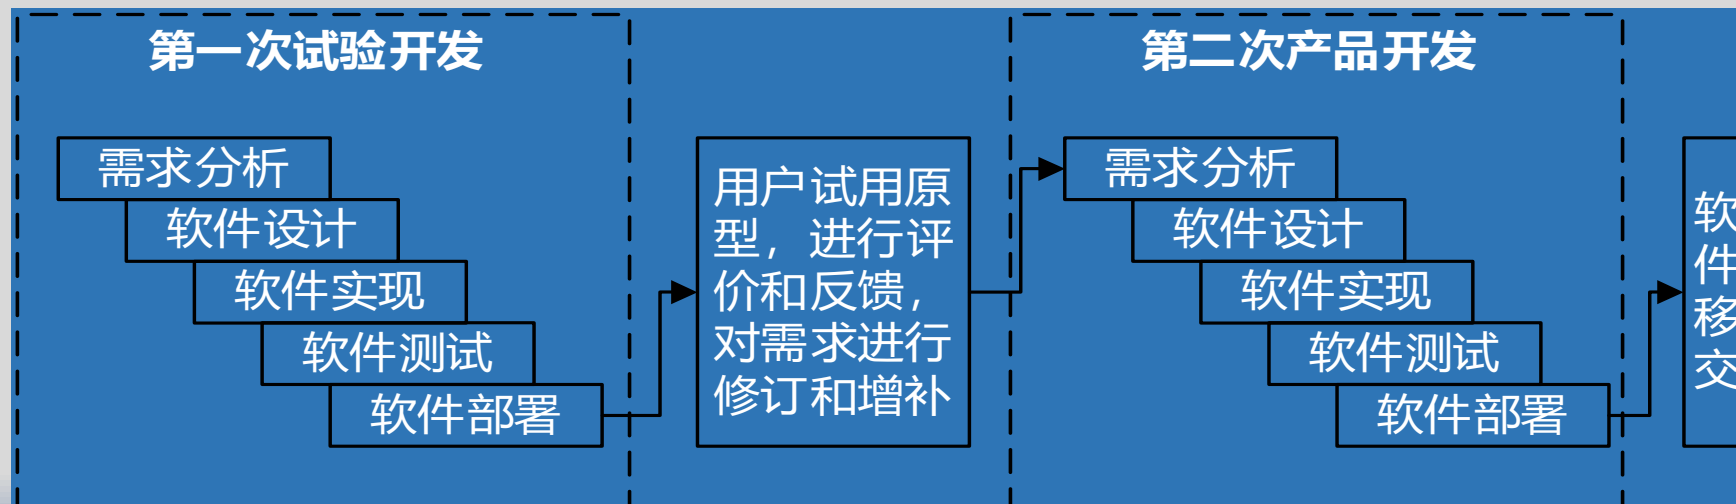 第一次试验开发
需求分析
软件设计
软件实现
软件测试
软件部署
用户试用原
型，进行评
价和反馈，
对需求进行
修订和增补
第二次产品开发
需求分析
软件设计
软件实现
软件测试
软件部署
软
件
移
交